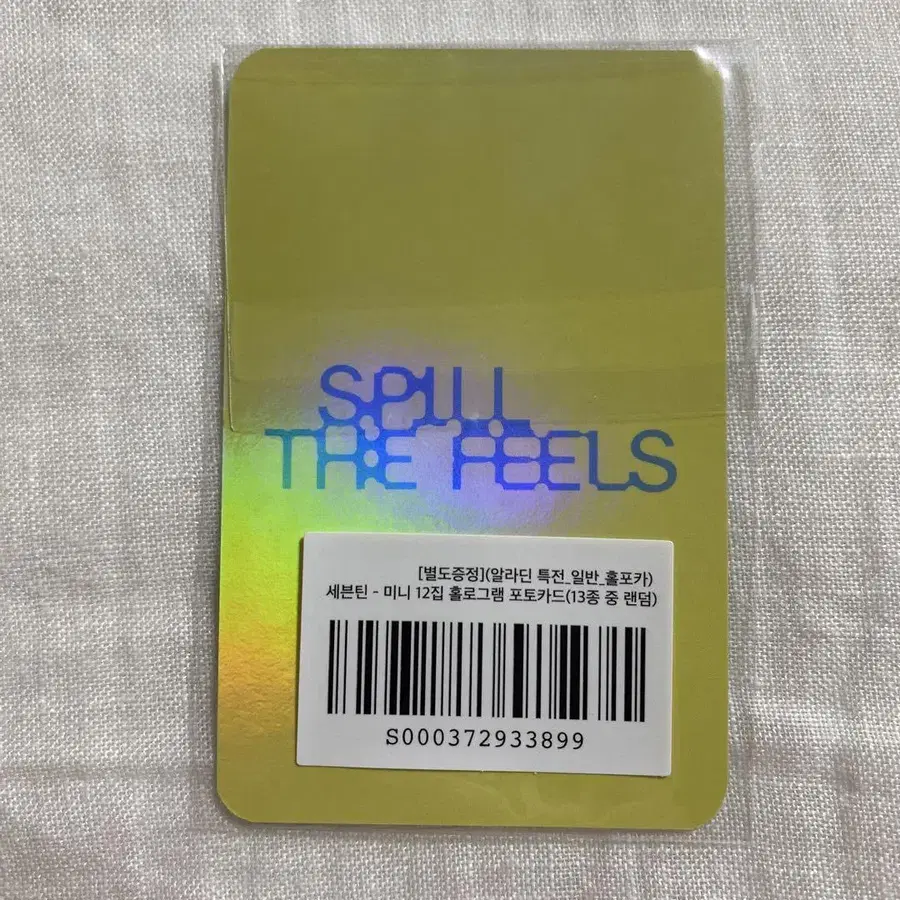 SPILL
THE FEELS
[별도증정](알라딘 특전_일반_홀포카)
세븐틴 - 미니 12집 홀로그램 포토카드(13종 중 랜덤)
S000372933899